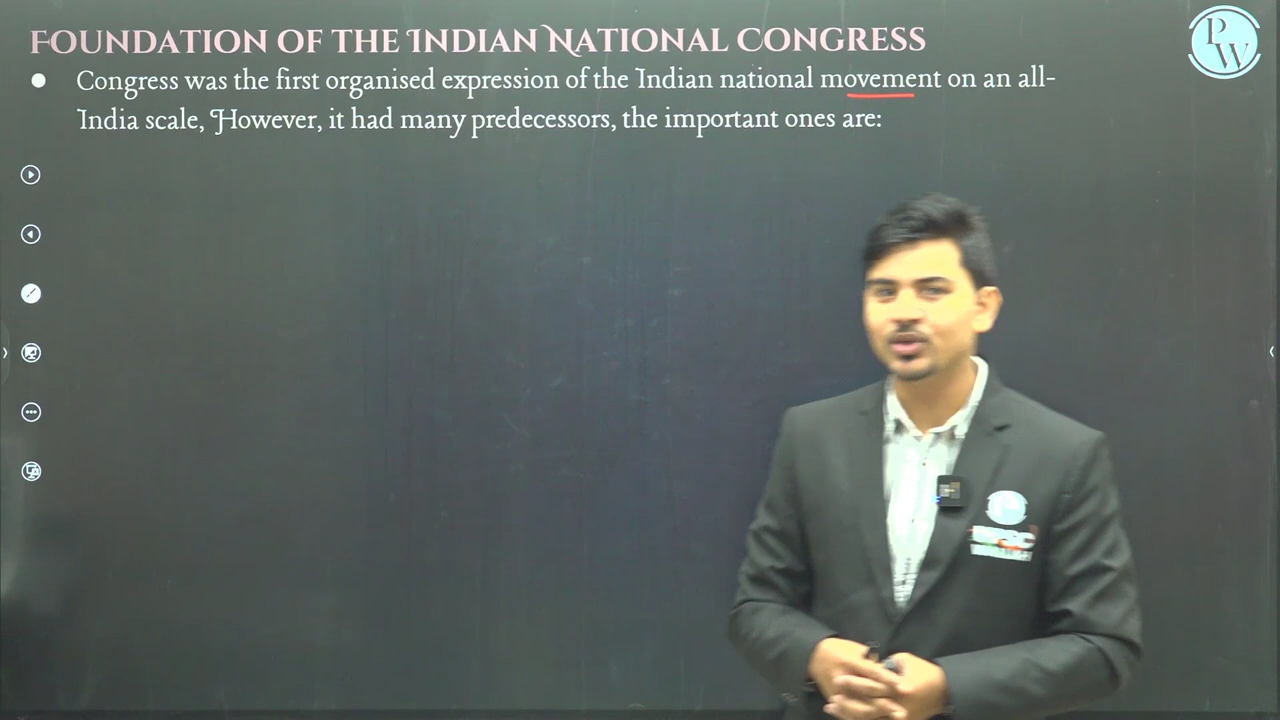 FOUNDATION OF THE INDIAN NATIONAL CONGRESS
PW
Congress was the first organised expression of the Indian national movement on an all-
India scale, However, it had many predecessors, the important ones are: